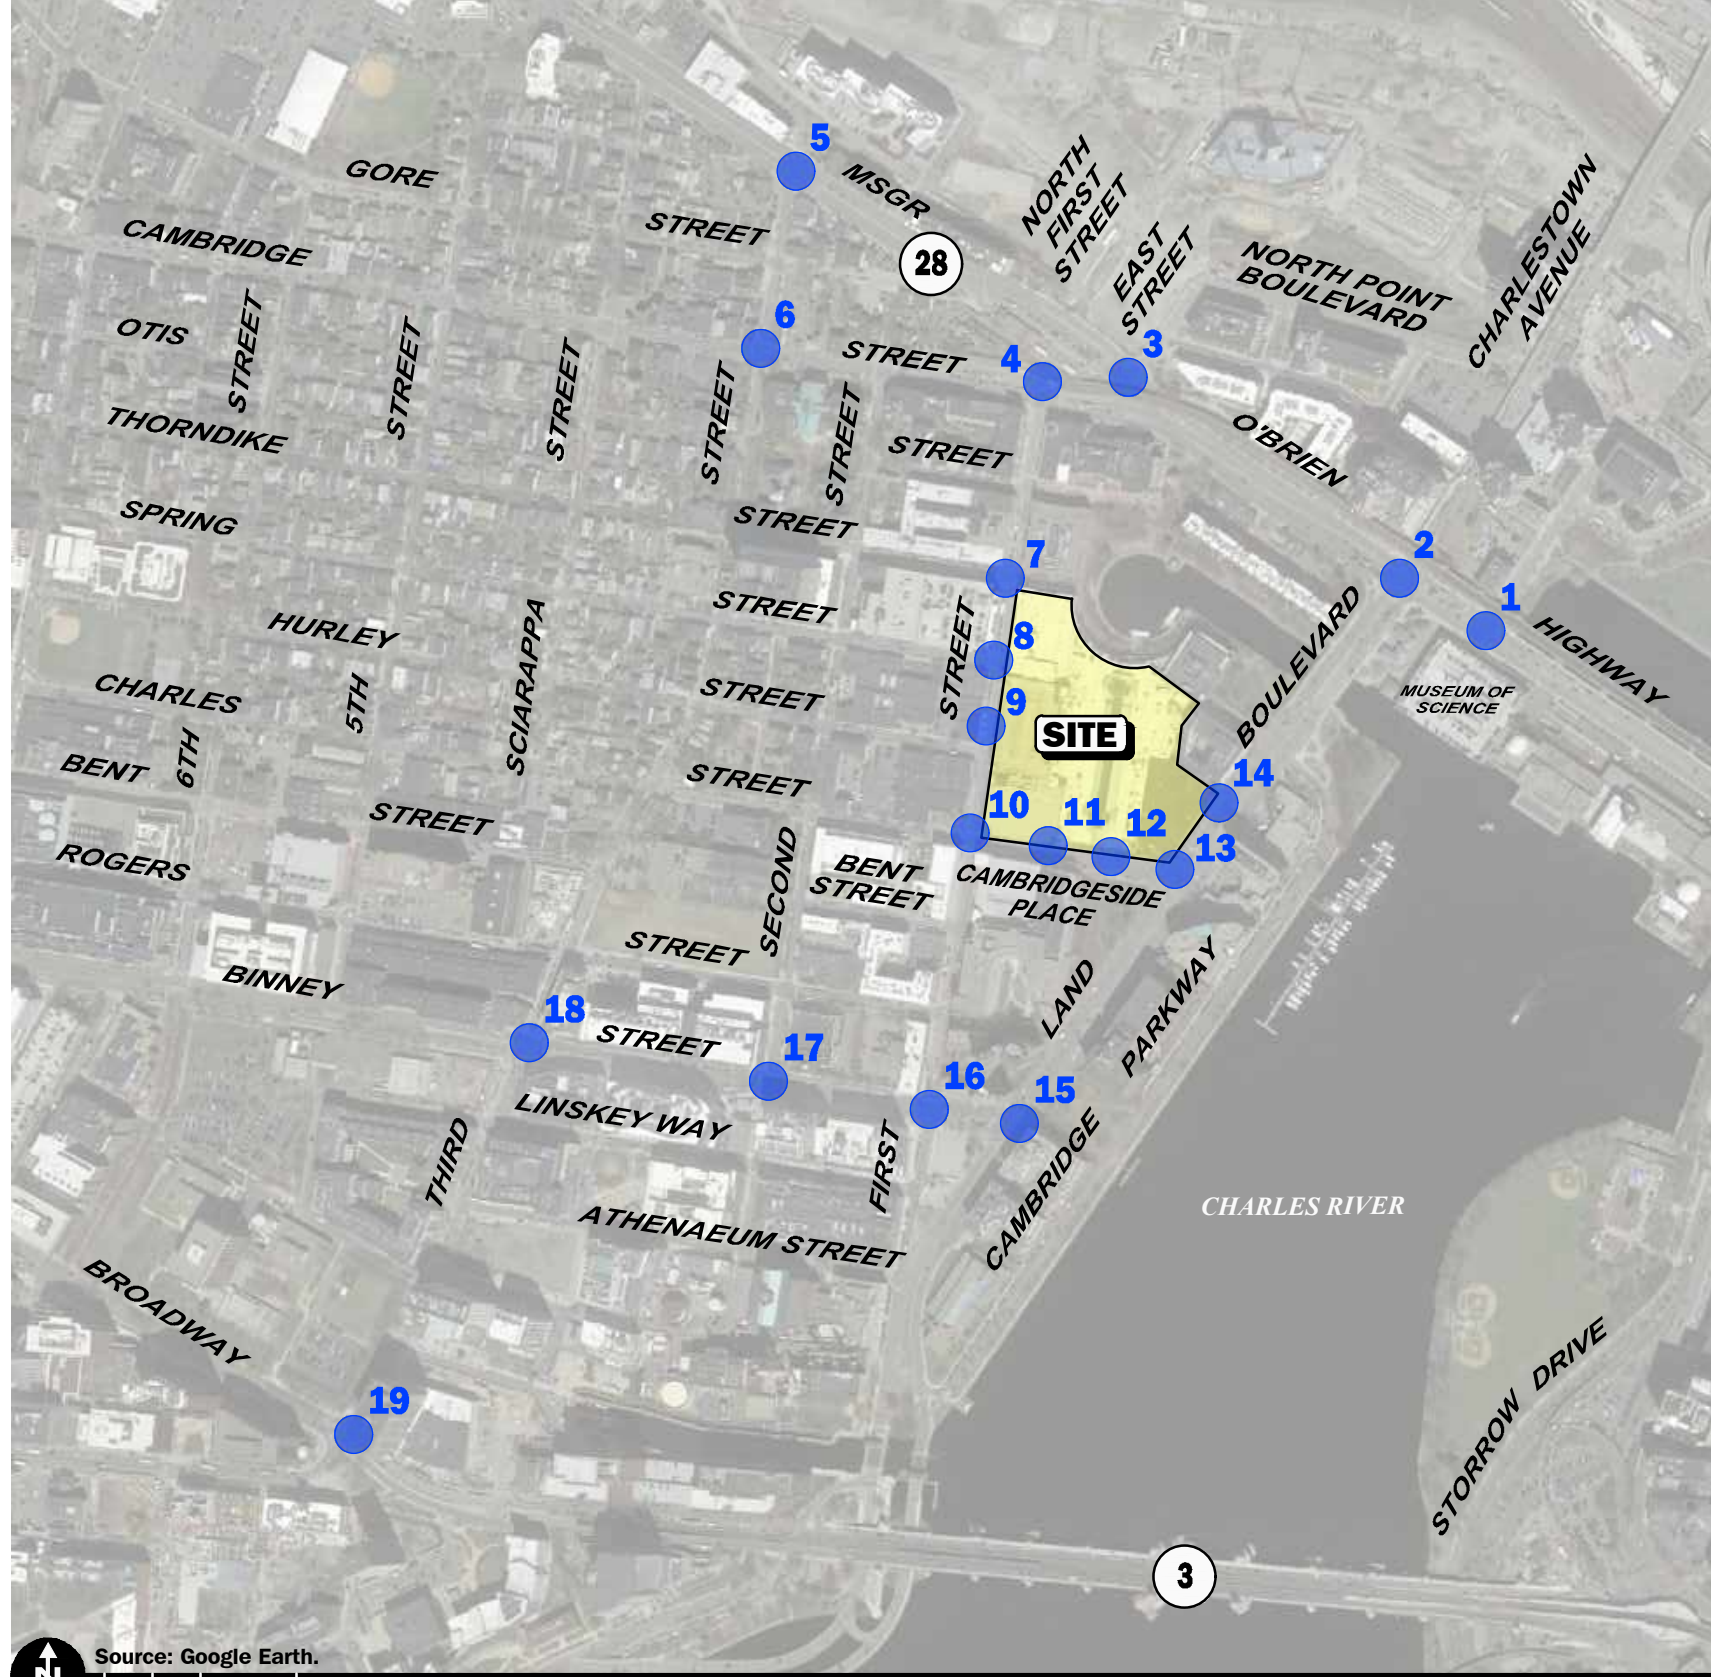 5
GORE
MSGR
NORTH
FIRST
STREET
CHARLESTOWN
AVENUE
CAMBRIDGE
STREET
28
EAST
STREET
NORTH POINT
BOULEVARD
OTIS
STREET
STREET
STREET
6
STREET
4
3
THORNDIKE
STREET
STREET
STREET
O'BRIEN
SPRING
STREET
7
2
1
HIGHWAY
HURLEY
SCIARAPPA
STREET
STREET
8
BOULEVARD
MUSEUM OF
SCIENCE
CHARLES
5TH
STREET
9
SITE
BENT
6TH
STREET
STREET
10
11
12
14
13
ROGERS
SECOND
BENT
STREET
CAMBRIDGESIDE
PLACE
STREET
BINNEY
LAND
PARKWAY
18
STREET
17
16
15
LINSKEY WAY
THIRD
FIRST
CAMBRIDGE
CHARLES RIVER
ATHENAEUM STREET
BROADWAY
STORROW DRIVE
19
3
N
Source: Google Earth.